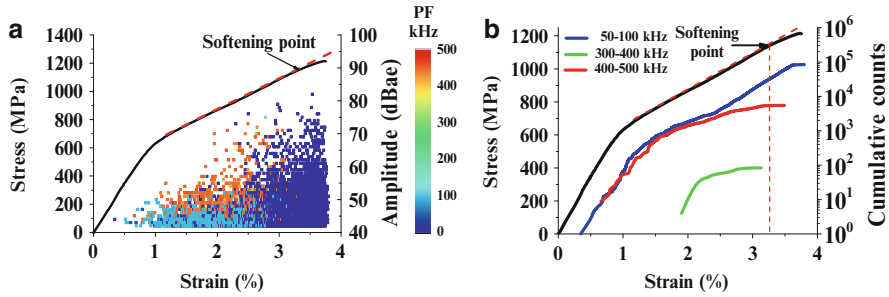 a
Softening point
Stress (MPa)
1400
1200
1000
800
600
400
200
0
0
1
2
3
4
Strain (%)
Amplitude (dBae)
100
90
80
70
60
50
40
PF
kHz
500
400
300
200
100
0
b
50-100 kHz
300-400 kHz
400-500 kHz
Softening
point
Stress (MPa)
1200
1000
800
600
400
200
0
0
1
2
3
4
Strain (%)
Cumulative counts
10^6
10^5
10^4
10^3
10^2
10^1
10^0